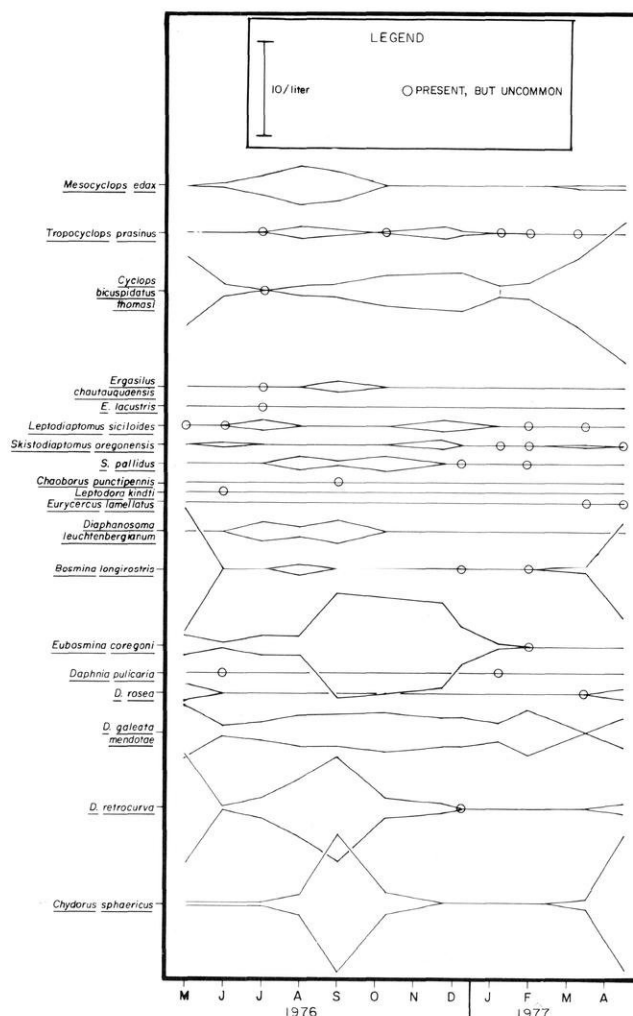 LEGEND
10/liter
PRESENT, BUT UNCOMMON
Mesocyclops edax
Tropocyclops prasinus
Cyclops
bicuspidatus
thomasi
Ergasilus
chautauquaensis
E. lacustris
Leptodiaptomus siciloides
Skistodiaptomus oregonensis
S. pallidus
Chaoborus punctipennis
Leptodora kindti
Eurycercus lamellatus
Diaphanosoma
leuchtenbergianum
Bosmina longirostris
Eubosmina coregoni
Daphnia pulicaria
D. rosea
D. galeata
mendotae
D. retrocurva
Chydorus sphaericus
M J J A S O N D J F M A
1976 1977